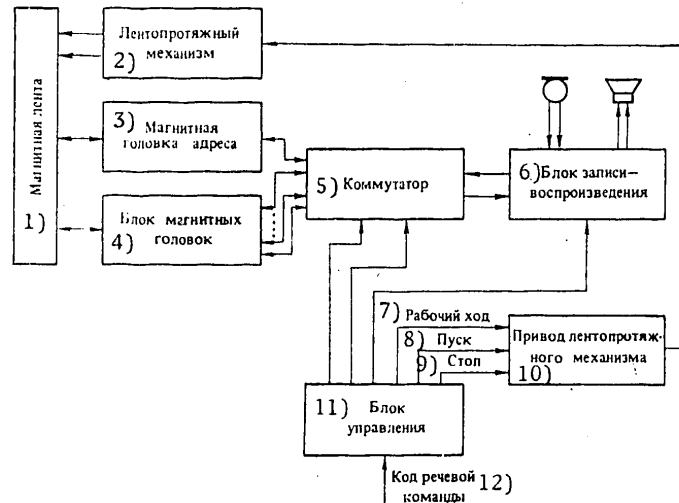 Магнитная лента
1)
Лентопротяжный
2) механизм
3) Магнитная
головка адреса
Блок магнитных
4) головок
5) Коммутатор
6.) Блок записи—
воспроизведения
7) Рабочий ход
8) Пуск
9) Стоп
Привод лентопротяж-
ного механизма
10)
11) Блок
управления
Код речевой 12)
команды